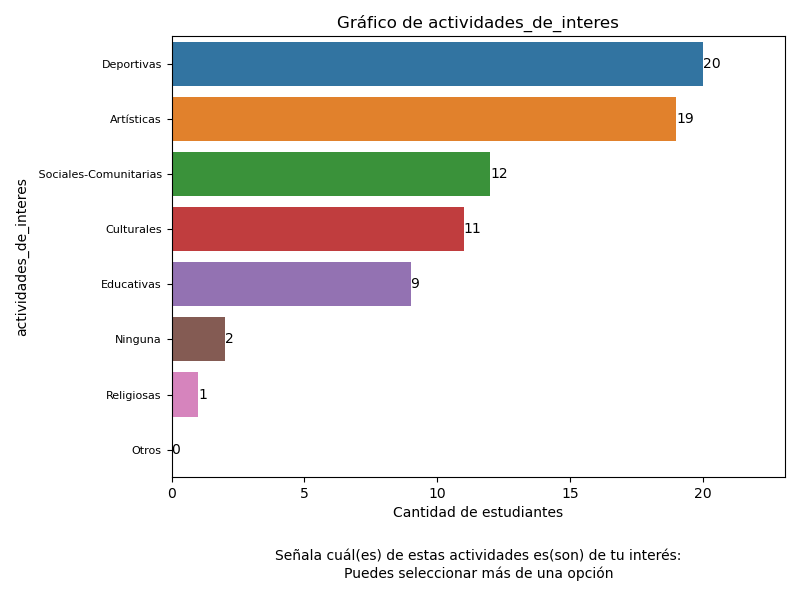 Gráfico de actividades_de_interes
actividades_de_interes
Deportivas 20
Artísticas 19
Sociales-Comunitarias 12
Culturales 11
Educativas 9
Ninguna 2
Religiosas 1
Otros 0
0 5 10 15 20
Cantidad de estudiantes
Señala cuál(es) de estas actividades es(son) de tu interés:
Puedes seleccionar más de una opción